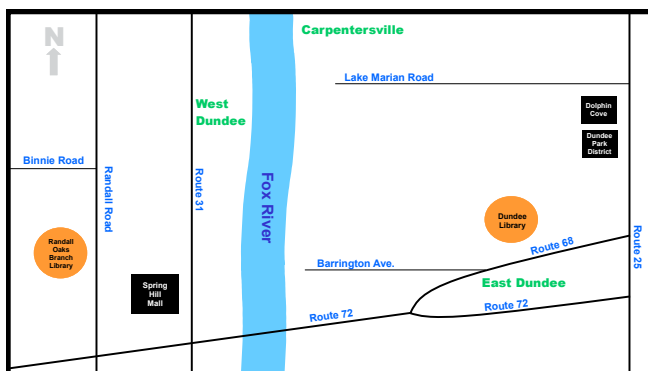 N
Carpentersville
Lake Marian Road
West
Dundee
Dolphin
Cove
Dundee
Park
District
Binnie Road
Randall Road
Route 31
Fox River
Dundee
Library
Randall
Oaks
Branch
Library
Route 68
Route 25
Barrington Ave.
Spring
Hill
Mall
East Dundee
Route 72
Route 72